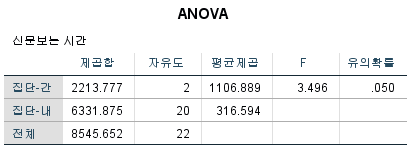 ANOVA
신문보는 시간
제곱합 자유도 평균제곱 F 유의확률
집단-간 2213.777 2 1106.889 3.496 .050
집단-내 6331.875 20 316.594
전체 8545.652 22